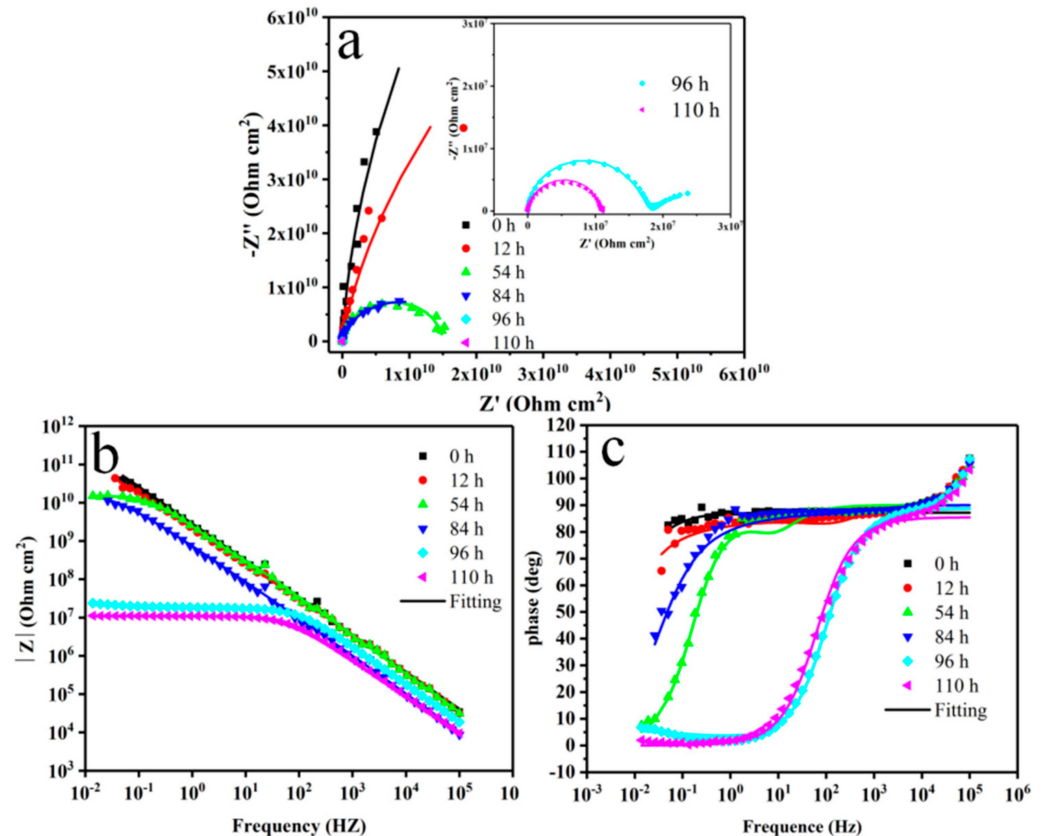 a
6x10¹⁰
5x10¹⁰
4x10¹⁰
3x10¹⁰
2x10¹⁰
1x10¹⁰
0
-Z'' (Ohm cm²)
0
1x10¹⁰
2x10¹⁰
3x10¹⁰
4x10¹⁰
5x10¹⁰
6x10¹⁰
Z' (Ohm cm²)
0 h
12 h
54 h
84 h
96 h
110 h
3x10⁷
2x10⁷
1x10⁷
0
-Z'' (Ohm cm²)
0
1x10⁷
2x10⁷
3x10⁷
Z' (Ohm cm²)
96 h
110 h
b
10¹²
10¹¹
10¹⁰
10⁹
10⁸
10⁷
10⁶
10⁵
10⁴
10³
| Z | (Ohm cm²)
10⁻²
10⁻¹
10⁰
10¹
10²
10³
10⁴
10⁵
10
Frequency (HZ)
0 h
12 h
54 h
84 h
96 h
110 h
Fitting
c
120
110
100
90
80
70
60
50
40
30
20
10
0
-10
phase (deg)
10⁻³
10⁻²
10⁻¹
10⁰
10¹
10²
10³
10⁴
10⁵
10⁶
Frequence (Hz)
0 h
12 h
54 h
84 h
96 h
110 h
Fitting